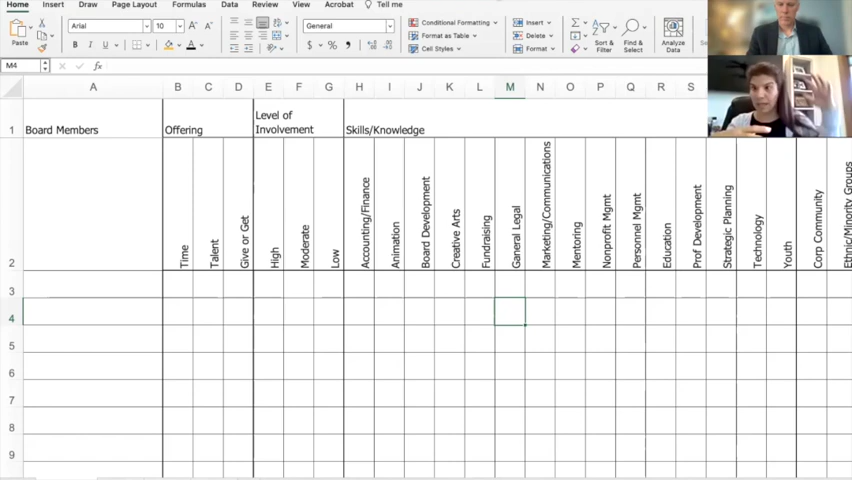 Home Insert Draw Page Layout Formulas Data Review View Automate Developer Help Acrobat Tell me
Arial 10 General Conditional Formatting Insert
Format as Table Delete
Paste B I U A $ % Cell Styles Format Sort & Filter Find & Select Analyze Data
M4 fx
A B C D E F G H I J K L M N O P Q R S
1 Board Members Offering Level of Involvement Skills/Knowledge
2 Time Talent Give or Get High Moderate Low Accounting/Finance Animation Board Development Creative Arts Fundraising Ganeral Legal Marketing/Communications Mentoring Nonprofit Mgmt Personnel Mgmt Education Prof Development Strategic Planning Technology Youth Corp Community Ethnic/Minority Groups
3
4
5
6
7
8
9